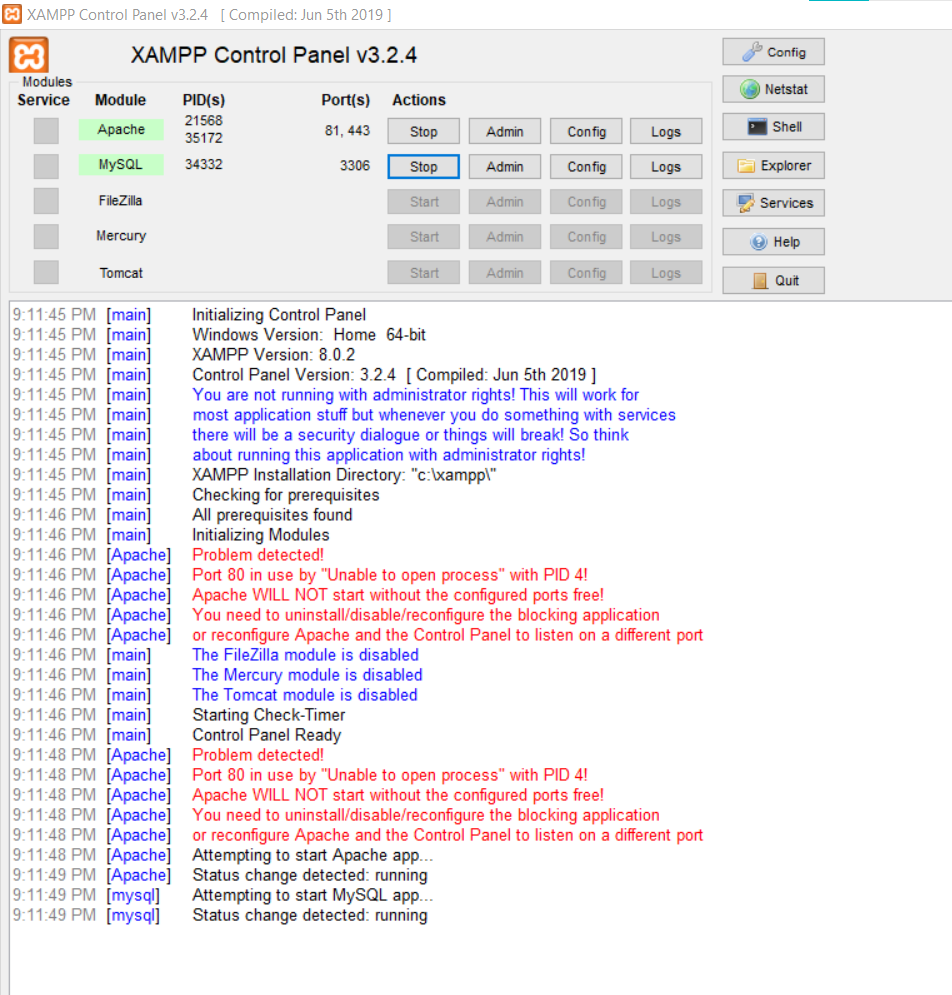 XAMPP Control Panel v3.2.4 [ Compiled: Jun 5th 2019 ]
XAMPP Control Panel v3.2.4
Config
Modules
Service Module PID(s) Port(s) Actions
Netstat
Apache 21568 35172 81, 443 Stop Admin Config Logs
Shell
MySQL 34332 3306 Stop Admin Config Logs
Explorer
FileZilla Start Admin Config Logs
Services
Mercury Start Admin Config Logs
Help
Tomcat Start Admin Config Logs
Quit
9:11:45 PM [main] Initializing Control Panel
9:11:45 PM [main] Windows Version: Home 64-bit
9:11:45 PM [main] XAMPP Version: 8.0.2
9:11:45 PM [main] Control Panel Version: 3.2.4 [ Compiled: Jun 5th 2019 ]
9:11:45 PM [main] You are not running with administrator rights! This will work for
9:11:45 PM [main] most application stuff but whenever you do something with services
9:11:45 PM [main] there will be a security dialogue or things will break! So think
9:11:45 PM [main] about running this application with administrator rights!
9:11:45 PM [main] XAMPP Installation Directory: "c:\xampp\"
9:11:45 PM [main] Checking for prerequisites
9:11:46 PM [main] All prerequisites found
9:11:46 PM [main] Initializing Modules
9:11:46 PM [Apache] Problem detected!
9:11:46 PM [Apache] Port 80 in use by "Unable to open process" with PID 4!
9:11:46 PM [Apache] Apache WILL NOT start without the configured ports free!
9:11:46 PM [Apache] You need to uninstall/disable/reconfigure the blocking application
9:11:46 PM [Apache] or reconfigure Apache and the Control Panel to listen on a different port
9:11:46 PM [main] The FileZilla module is disabled
9:11:46 PM [main] The Mercury module is disabled
9:11:46 PM [main] The Tomcat module is disabled
9:11:46 PM [main] Starting Check-Timer
9:11:46 PM [main] Control Panel Ready
9:11:48 PM [Apache] Problem detected!
9:11:48 PM [Apache] Port 80 in use by "Unable to open process" with PID 4!
9:11:48 PM [Apache] Apache WILL NOT start without the configured ports free!
9:11:48 PM [Apache] You need to uninstall/disable/reconfigure the blocking application
9:11:48 PM [Apache] or reconfigure Apache and the Control Panel to listen on a different port
9:11:48 PM [Apache] Attempting to start Apache app...
9:11:49 PM [Apache] Status change detected: running
9:11:49 PM [mysql] Attempting to start MySQL app...
9:11:49 PM [mysql] Status change detected: running